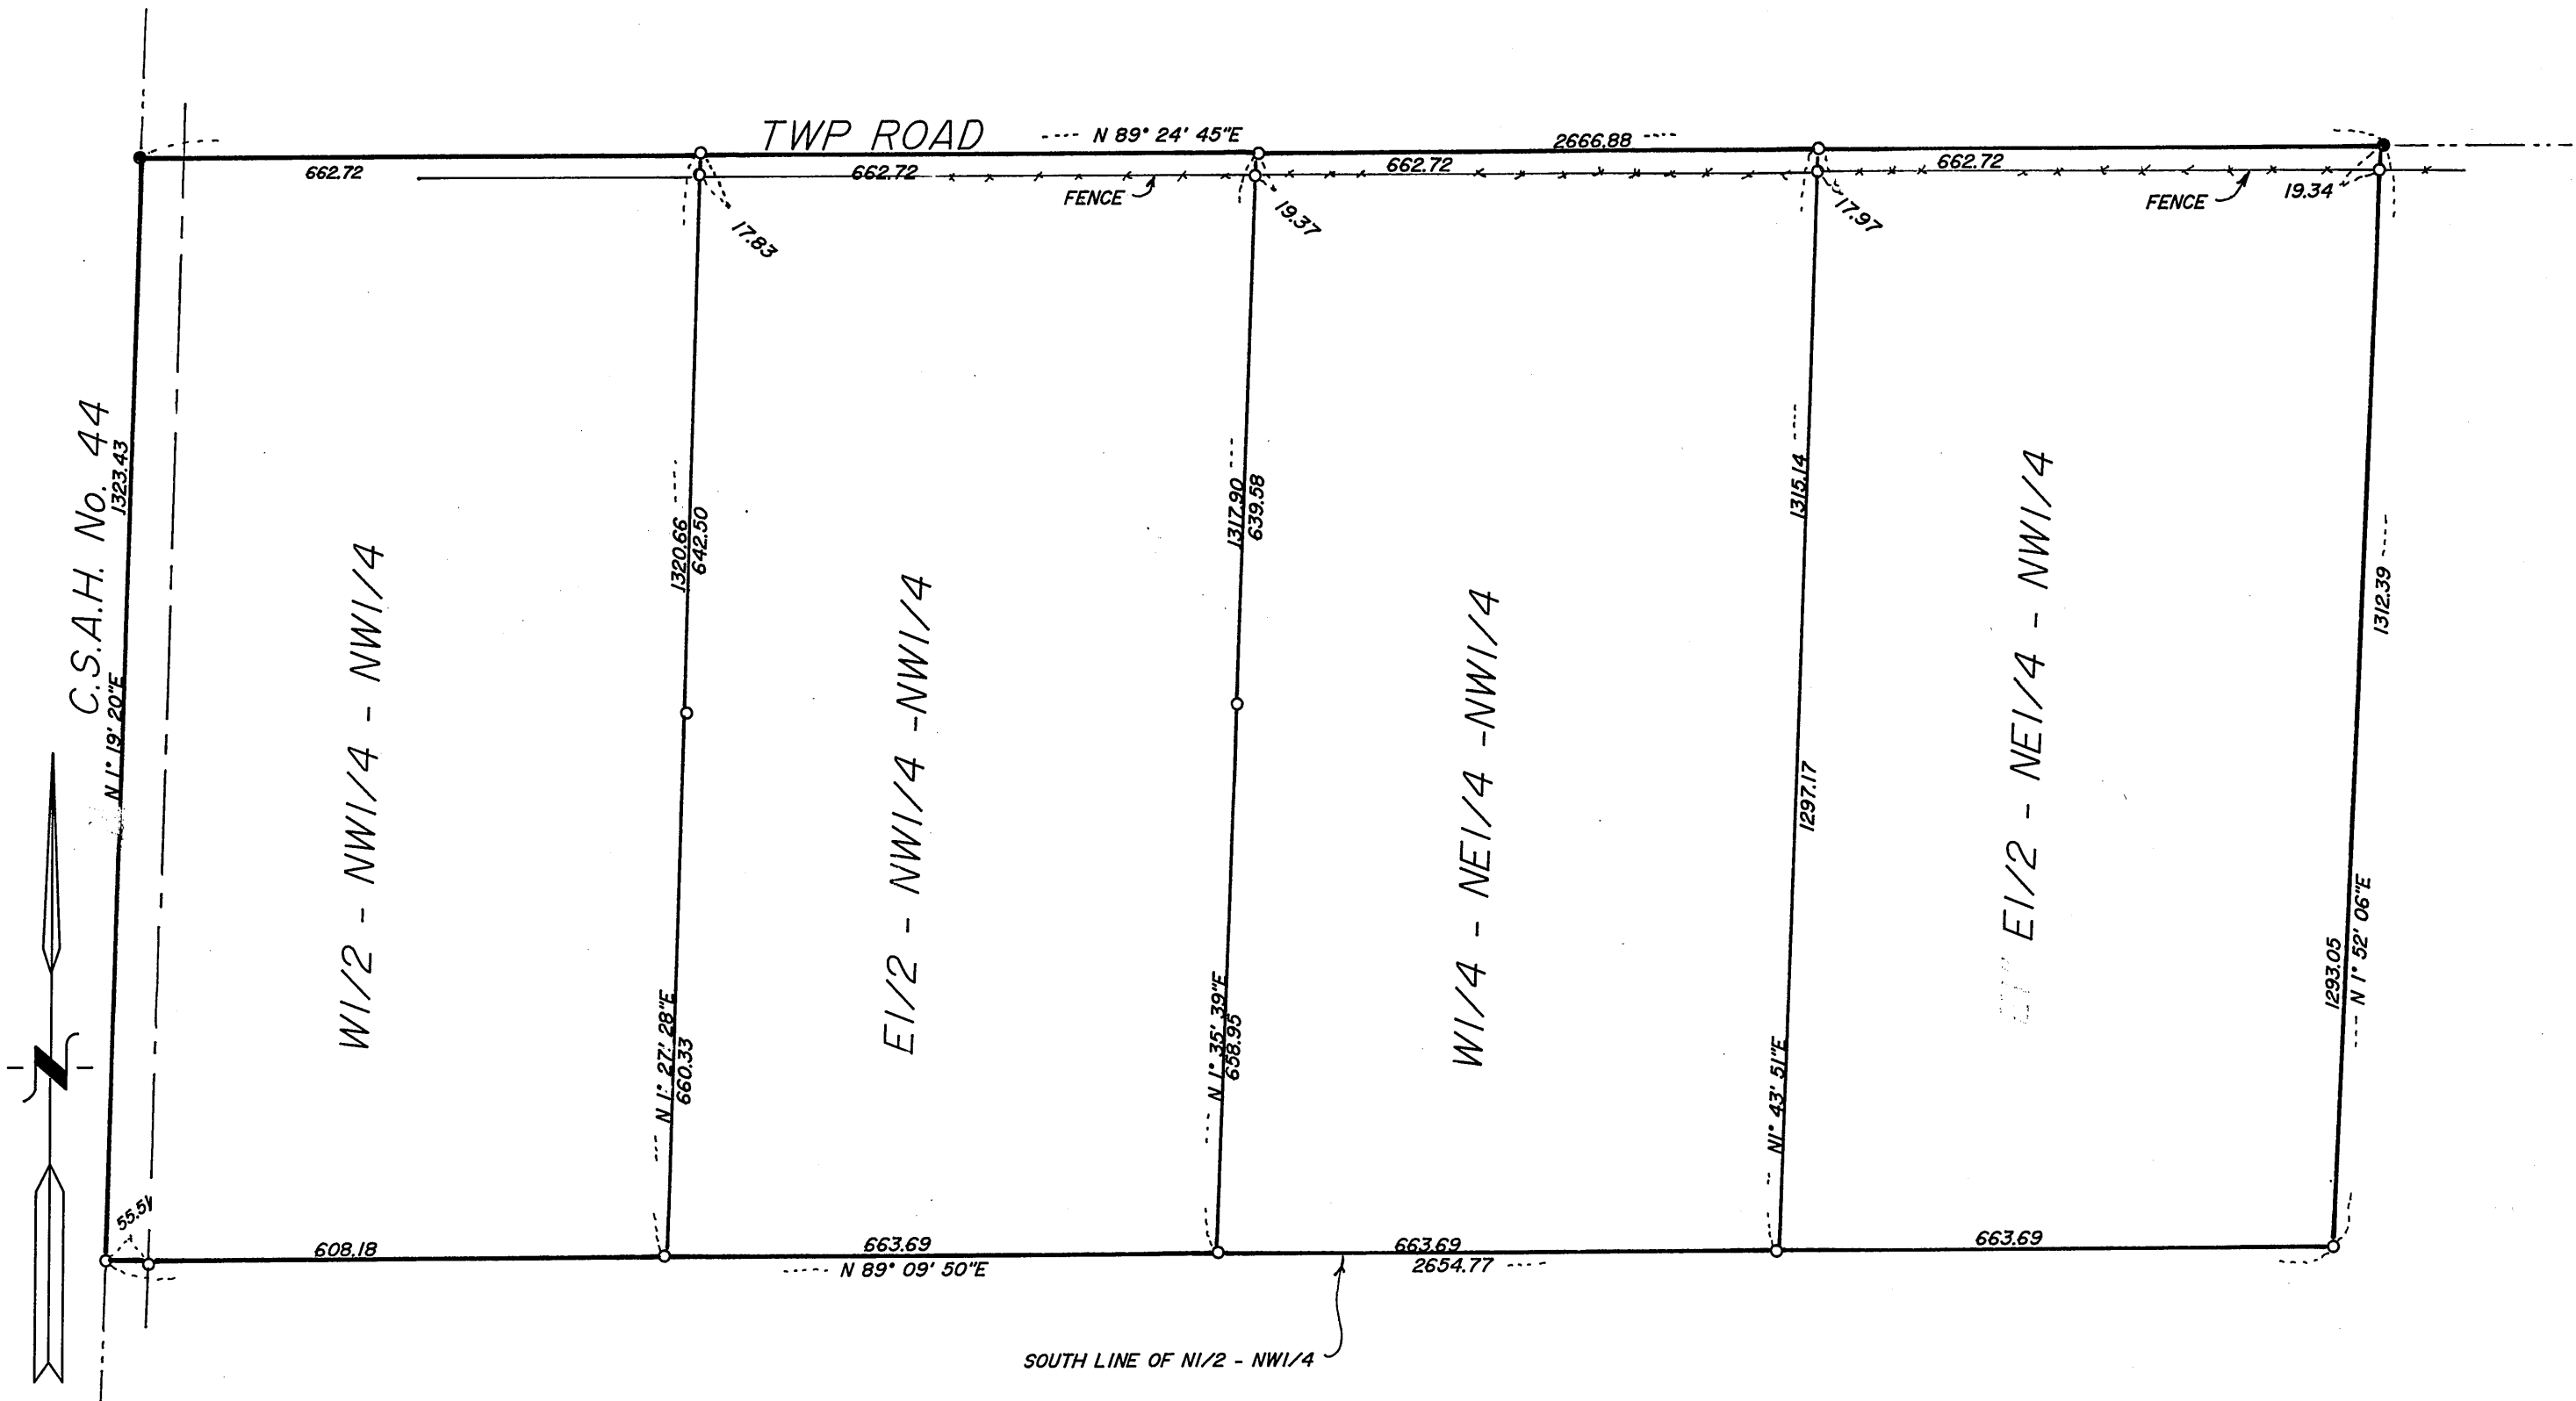 TWP ROAD
N 89° 24' 45"E
2666.88
662.72
662.72
662.72
662.72
FENCE
FENCE
17.83
19.37
17.97
19.34
C.S.A.H. No. 44
1323.43
N 1° 19' 20"E
W1/2 - NW1/4 - NW1/4
1320.66
642.50
N 1° 27' 28"E
660.33
E1/2 - NW1/4 -NW1/4
1317.90
639.58
N 1° 35' 39"E
658.95
W1/4 - NE1/4 -NW1/4
1315.14
1297.17
N1° 43' 51"E
E1/2 - NE1/4 - NW1/4
1312.39
1293.05
N 1° 52' 06"E
N
55.51
608.18
663.69
663.69
663.69
N 89° 09' 50"E
2654.77
SOUTH LINE OF N1/2 - NW1/4